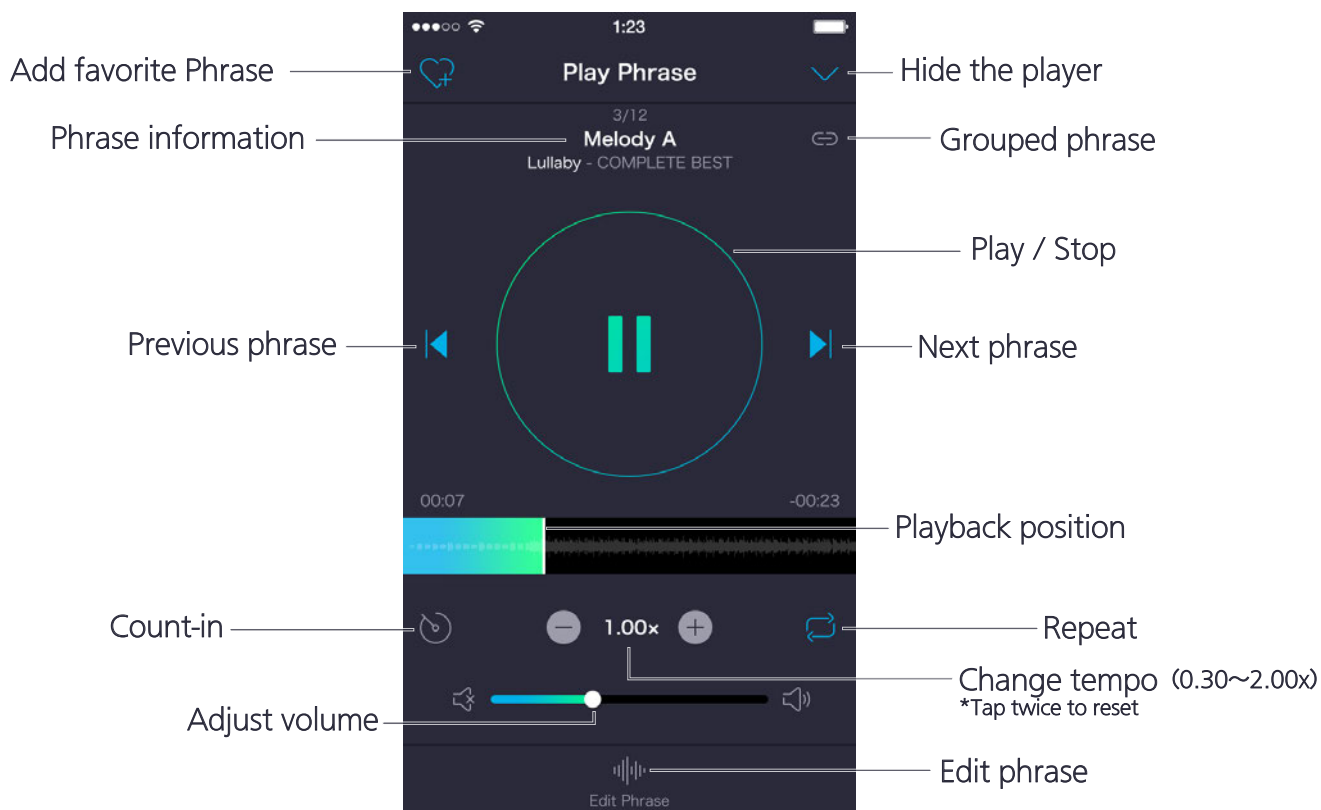 1:23
Add favorite Phrase
Play Phrase
Hide the player
3/12
Phrase information
Melody A
Grouped phrase
Lullaby - COMPLETE BEST
Play / Stop
Previous phrase
Next phrase
00:07
-00:23
Playback position
Count-in
1.00×
Repeat
Change tempo (0.30～2.00x)
*Tap twice to reset
Adjust volume
Edit phrase
Edit Phrase